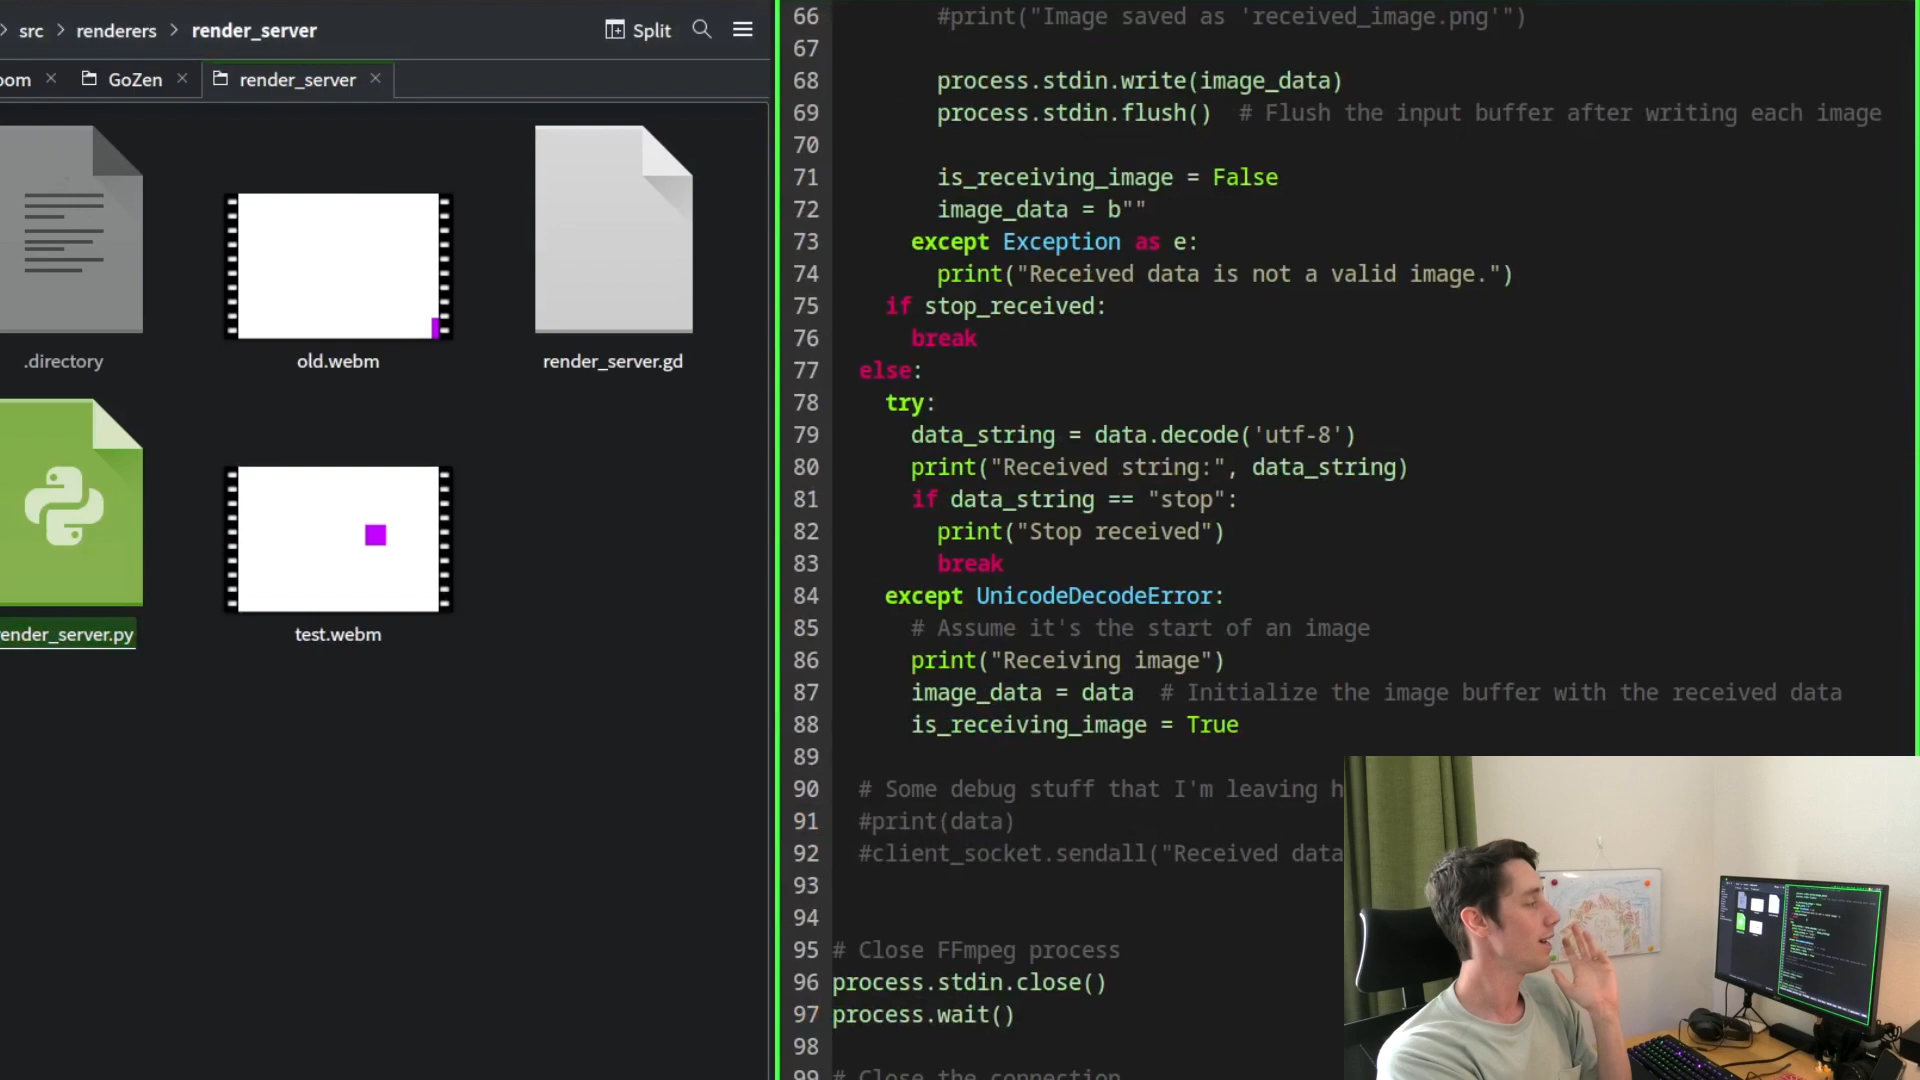 src > renderers > render_server
Split
oom
GoZen
render_server
.directory
old.webm
render_server.gd
render_server.py
test.webm
66 #print("Image saved as 'received_image.png'")
67
68 process.stdin.write(image_data)
69 process.stdin.flush()  # Flush the input buffer after writing each image
70
71 is_receiving_image = False
72 image_data = b""
73 except Exception as e:
74 print("Received data is not a valid image.")
75 if stop_received:
76 break
77 else:
78 try:
79 data_string = data.decode('utf-8')
80 print("Received string:", data_string)
81 if data_string == "stop":
82 print("Stop received")
83 break
84 except UnicodeDecodeError:
85 # Assume it's the start of an image
86 print("Receiving image")
87 image_data = data  # Initialize the image buffer with the received data
88 is_receiving_image = True
89
90 # Some debug stuff that I'm leaving h
91 #print(data)
92 #client_socket.sendall("Received data
93
94
95 # Close FFmpeg process
96 process.stdin.close()
97 process.wait()
98
99 # Close the connection